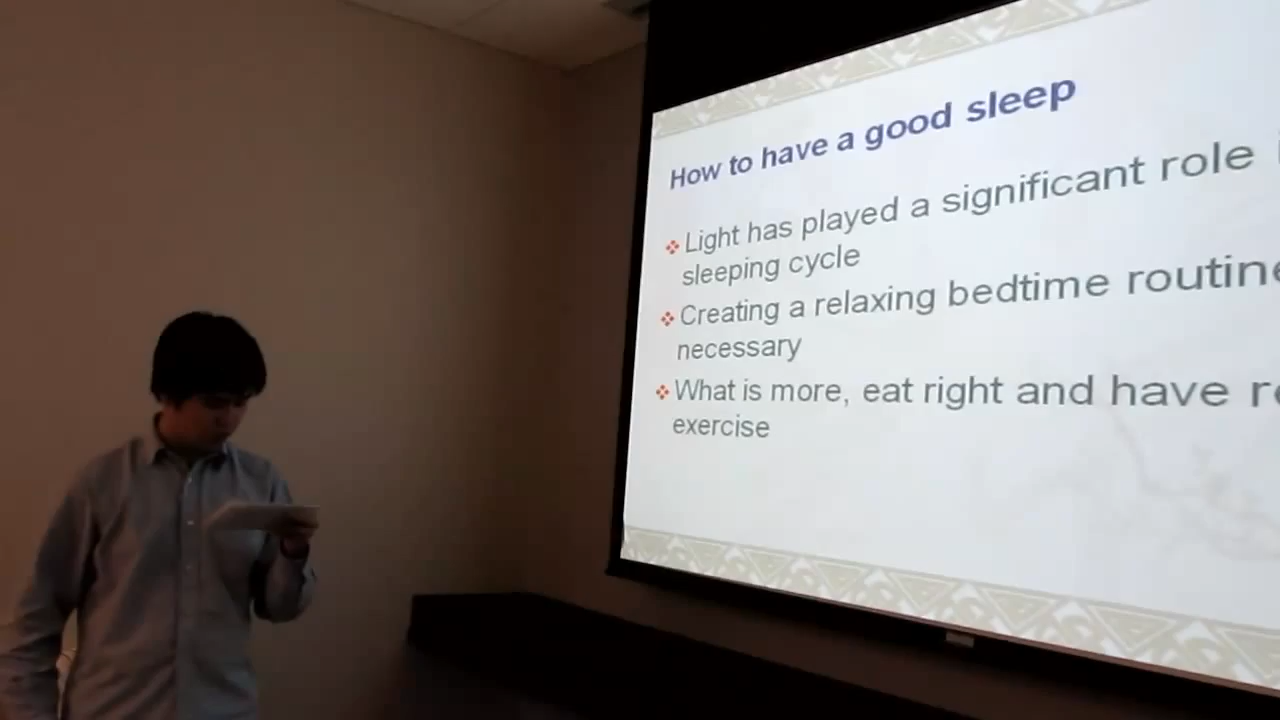 How to have a good sleep
Light has played a significant role
sleeping cycle
Creating a relaxing bedtime routine
necessary
What is more, eat right and have
exercise